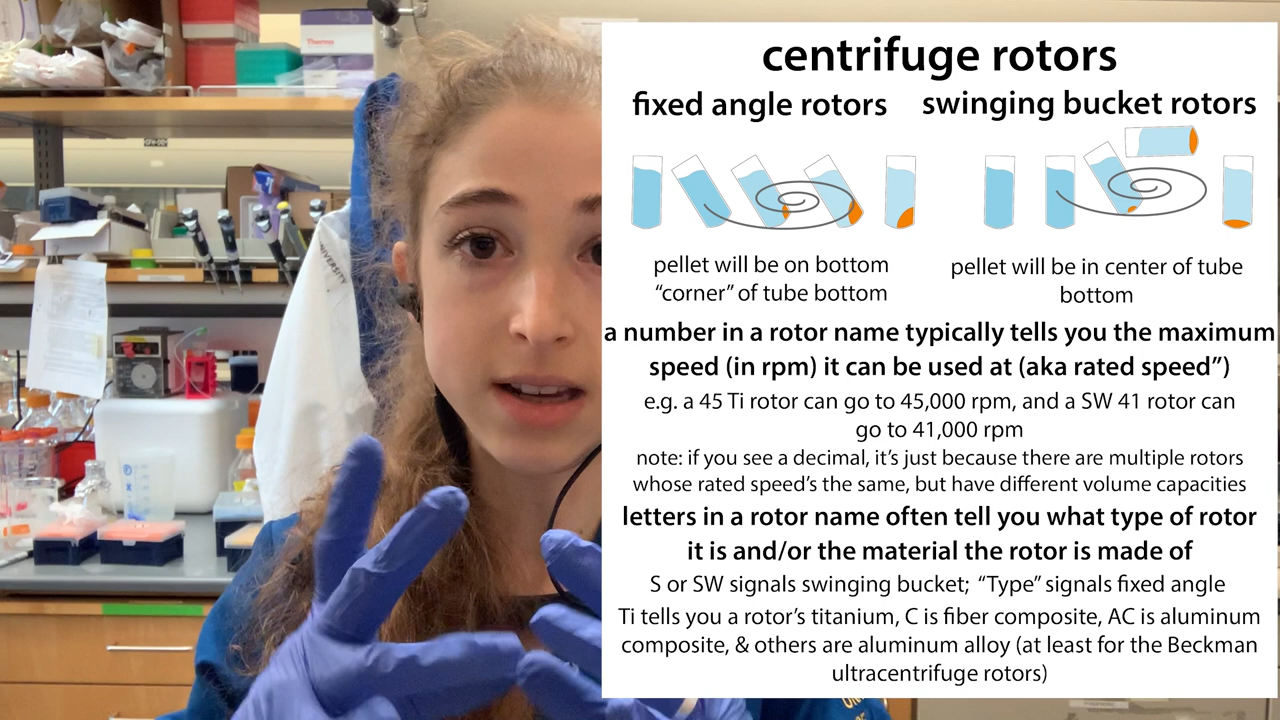 centrifuge rotors
fixed angle rotors
swinging bucket rotors
pellet will be on bottom
“corner” of tube bottom
pellet will be in center of tube
bottom
a number in a rotor name typically tells you the maximum
speed (in rpm) it can be used at (aka rated speed”)
e.g. a 45 Ti rotor can go to 45,000 rpm, and a SW 41 rotor can
go to 41,000 rpm
note: if you see a decimal, it’s just because there are multiple rotors
whose rated speed’s the same, but have different volume capacities
letters in a rotor name often tell you what type of rotor
it is and/or the material the rotor is made of
S or SW signals swinging bucket; “Type” signals fixed angle
Ti tells you a rotor’s titanium, C is fiber composite, AC is aluminum
composite, & others are aluminum alloy (at least for the Beckman
ultracentrifuge rotors)
Thermo